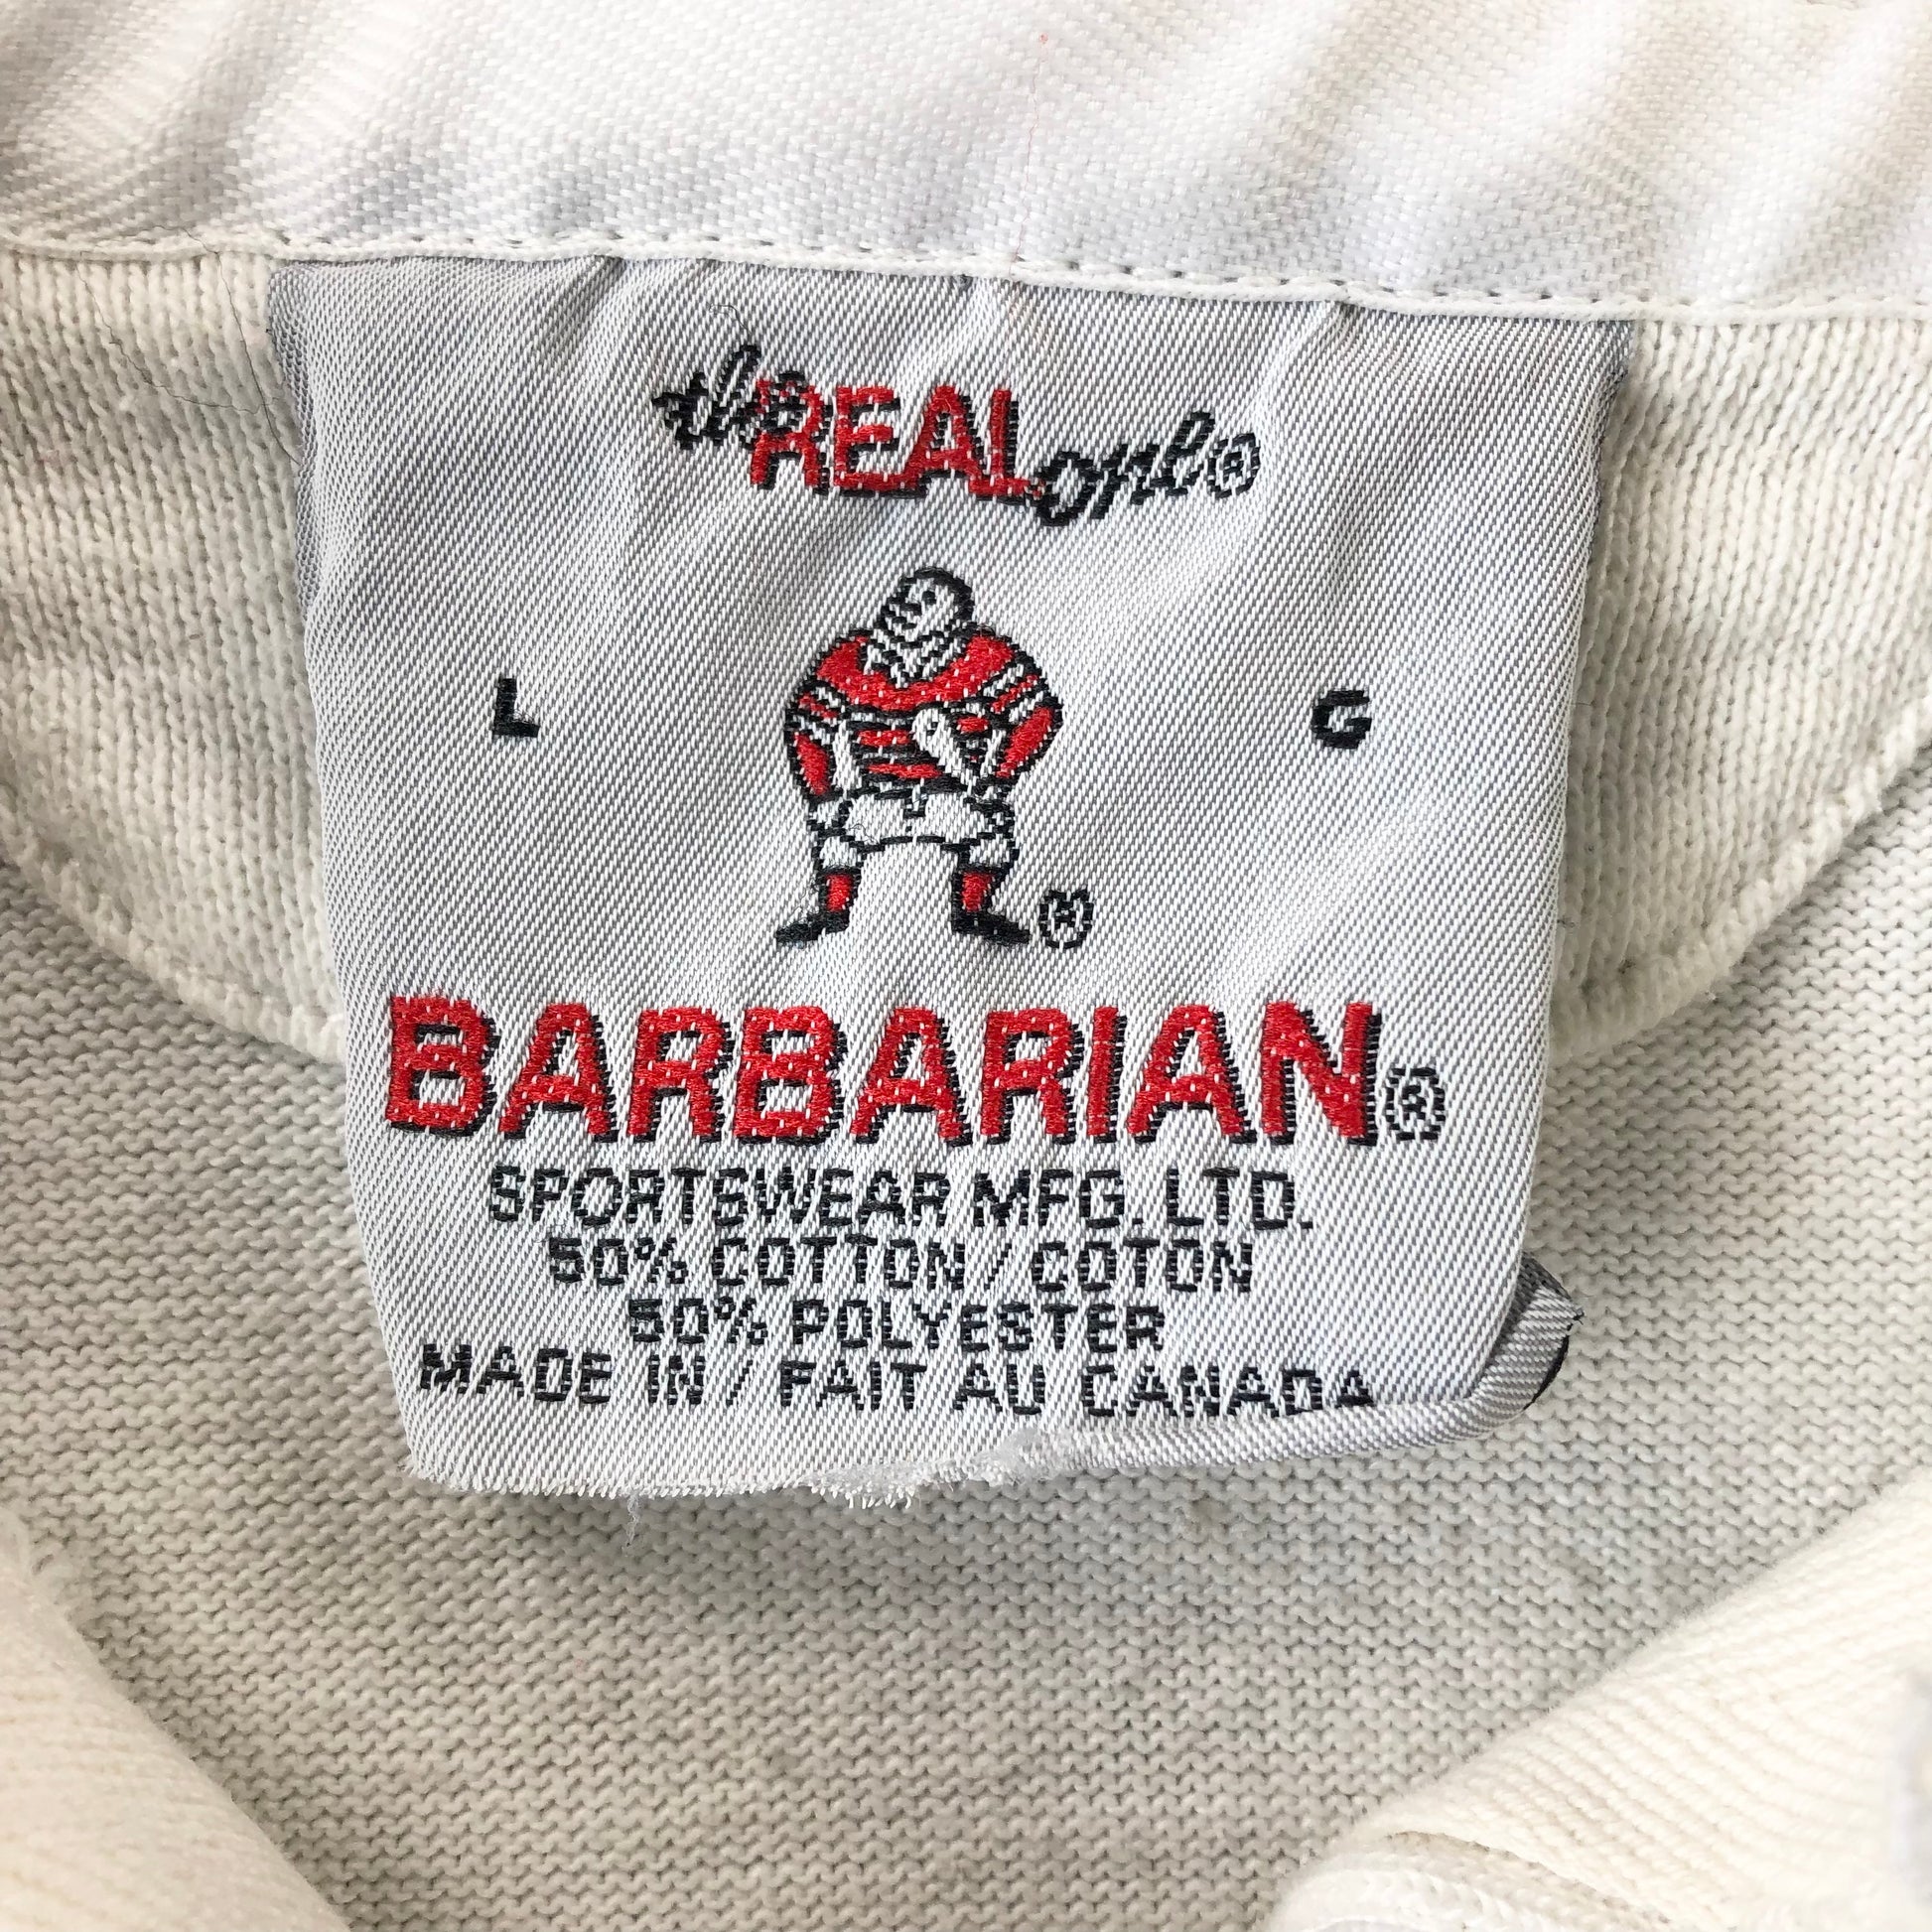 the REAL one®
L G
®
BARBARIAN®
SPORTSWEAR MFG. LTD.
50% COTTON / COTON
50% POLYESTER
MADE IN / FAIT AU CANADA